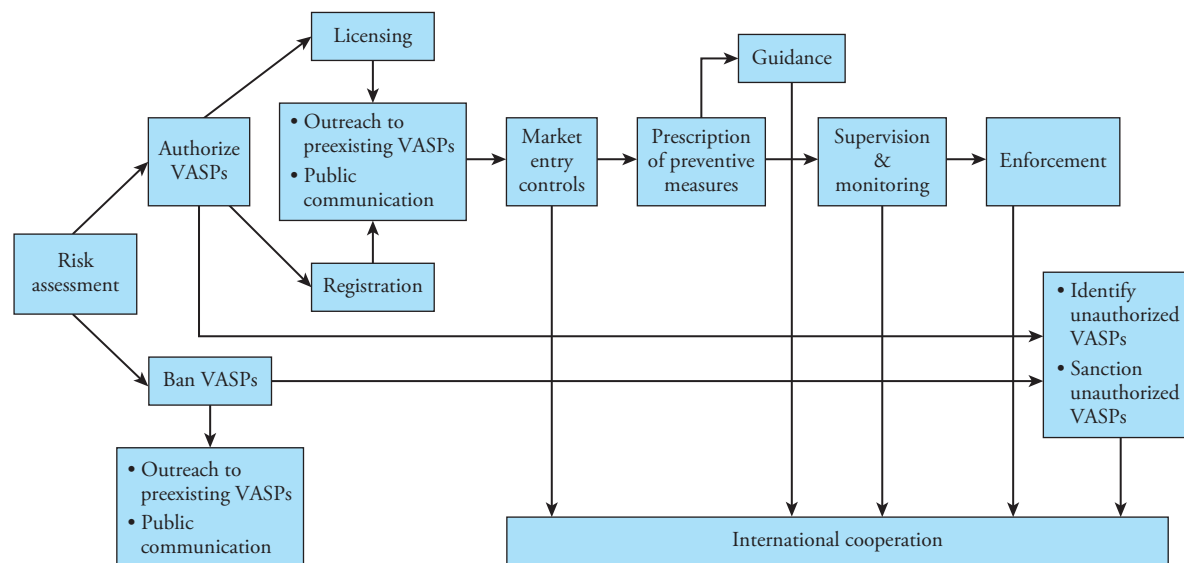 Licensing
Guidance
• Outreach to
preexisting VASPs
• Public
communication
Authorize
VASPs
Market
entry
controls
Prescription
of preventive
measures
Supervision
&
monitoring
Enforcement
Risk
assessment
Registration
• Identify
unauthorized
VASPs
• Sanction
unauthorized
VASPs
Ban VASPs
• Outreach to
preexisting VASPs
• Public
communication
International cooperation